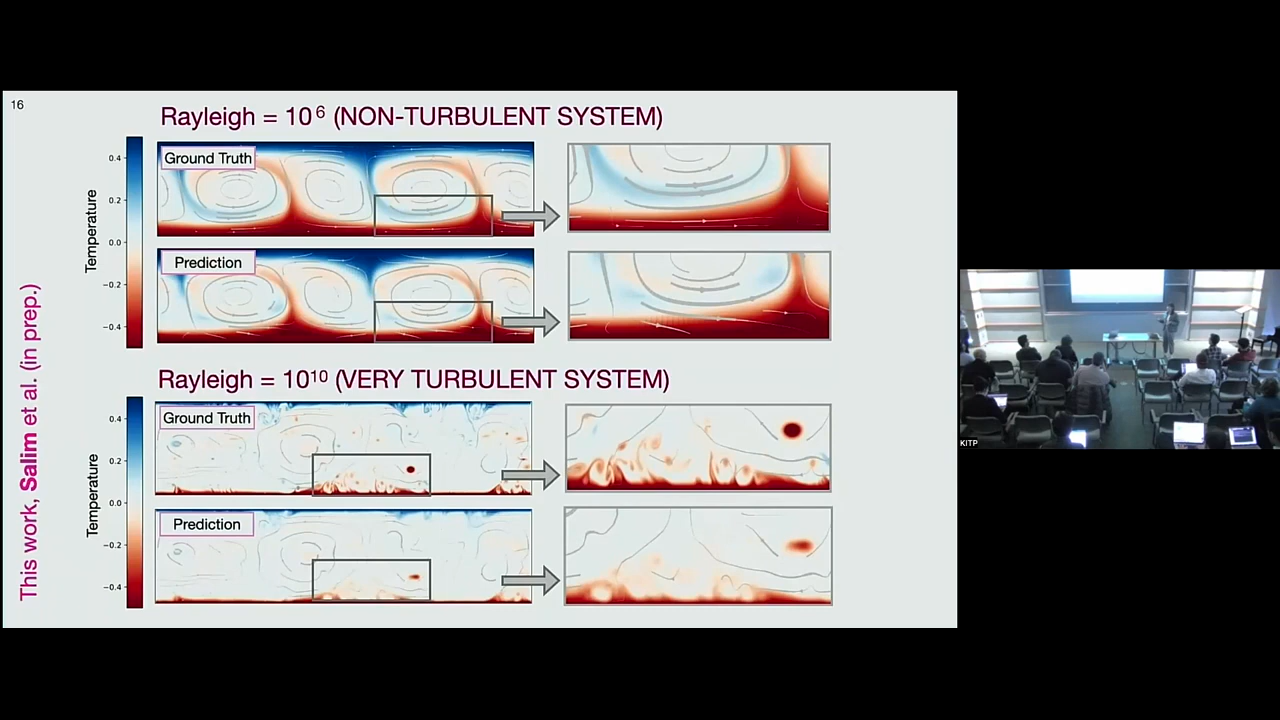 16
Rayleigh = 10⁶ (NON-TURBULENT SYSTEM)
Ground Truth
Prediction
Temperature
0.4
0.2
0.0
−0.2
−0.4
Rayleigh = 10¹⁰ (VERY TURBULENT SYSTEM)
Ground Truth
Prediction
Temperature
0.4
0.2
0.0
−0.2
−0.4
This work, Salim et al. (in prep.)
KITP